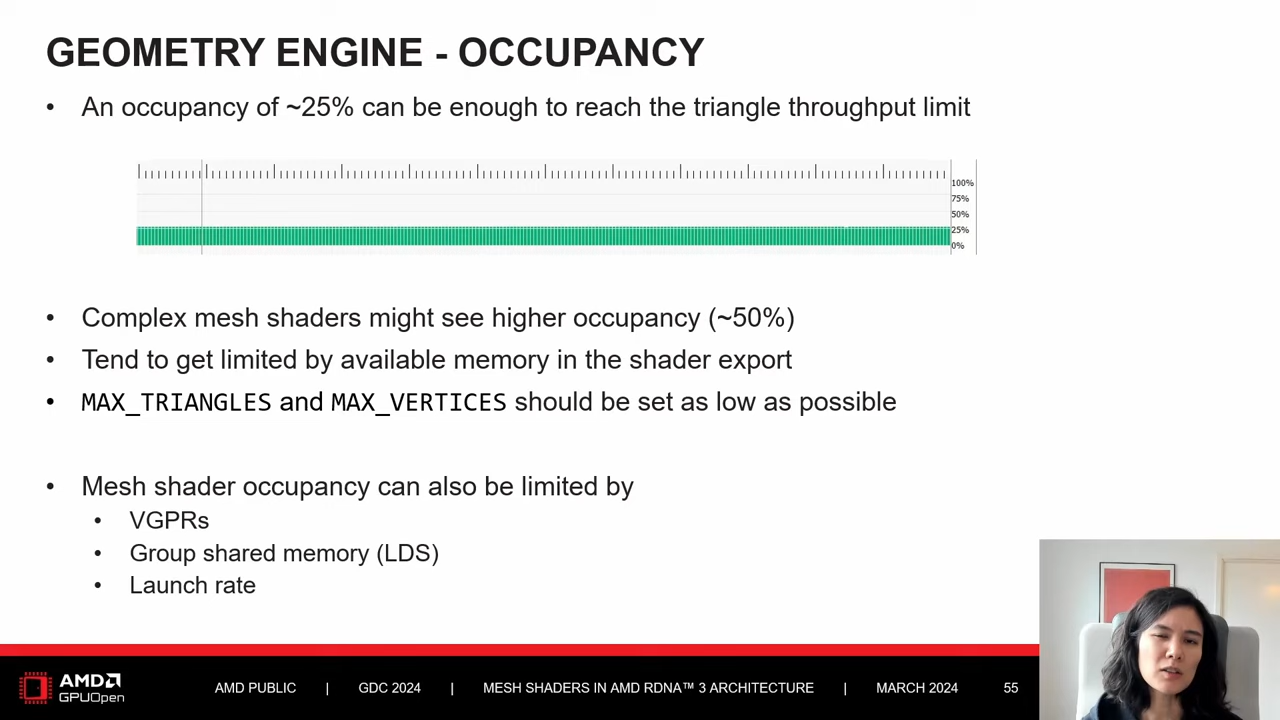 GEOMETRY ENGINE - OCCUPANCY
• An occupancy of ~25% can be enough to reach the triangle throughput limit
100%
75%
50%
25%
0%
• Complex mesh shaders might see higher occupancy (~50%)
• Tend to get limited by available memory in the shader export
• MAX_TRIANGLES and MAX_VERTICES should be set as low as possible
• Mesh shader occupancy can also be limited by
• VGPRs
• Group shared memory (LDS)
• Launch rate
AMD
GPUOpen
AMD PUBLIC | GDC 2024 | MESH SHADERS IN AMD RDNA™ 3 ARCHITECTURE | MARCH 2024 55